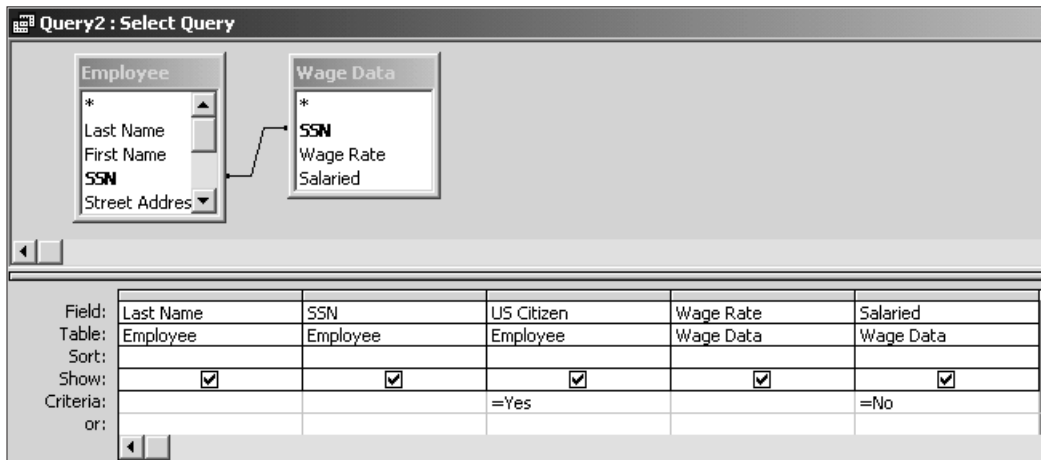 Query2 : Select Query
Employee
*
Last Name
First Name
SSN
Street Addres
Wage Data
*
SSN
Wage Rate
Salaried
Field: Last Name SSN US Citizen Wage Rate Salaried
Table: Employee Employee Employee Wage Data Wage Data
Sort:
Show:
Criteria: =Yes =No
or: